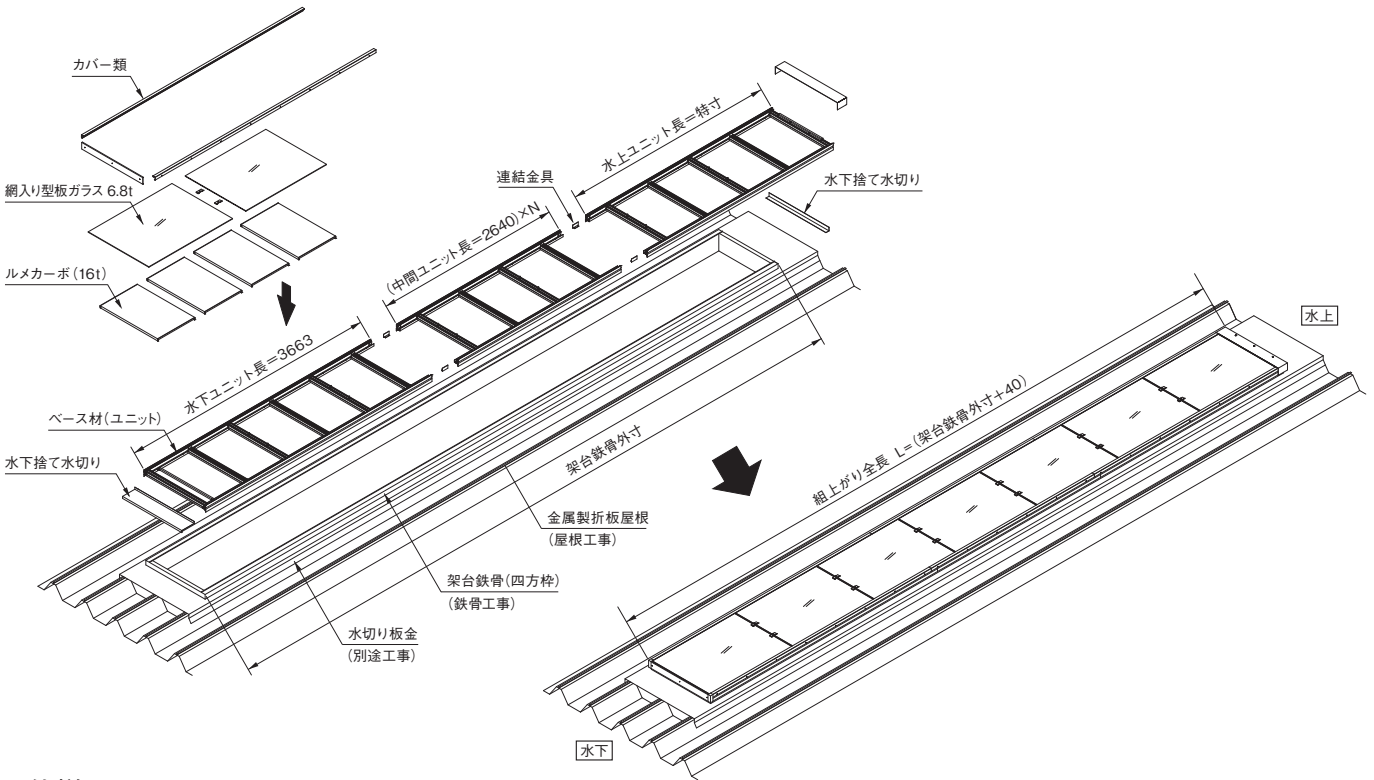 カバー類
網入り型板ガラス 6.8t
ルメカーボ(16t)
水上ユニット長=特寸
連結金具
水下捨て水切り
(中間ユニット長=2640)×N
水下ユニット長=3663
ベース材(ユニット)
水下捨て水切り
架台鉄骨外寸
金属製折板屋根
(屋根工事)
架台鉄骨(四方枠)
(鉄骨工事)
水切り板金
(別途工事)
水上
組上がり全長 L=(架台鉄骨外寸+40)
水下